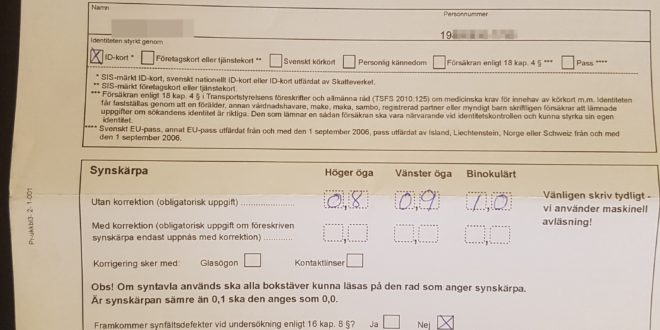 Namn
Personnummer
19
Identiteten styrkt genom
ID-kort * Företagskort eller tjänstekort ** Svenskt körkort Personlig kännedom Försäkran enligt 18 kap. 4 § *** Pass ****
* SIS-märkt ID-kort, svenskt nationellt ID-kort eller ID-kort utfärdat av Skatteverket.
** SIS-märkt företagskort eller tjänstekort.
*** Försäkran enligt 18 kap. 4 § i Transportstyrelsens föreskrifter och allmänna råd (TSFS 2010:125) om medicinska krav för innehav av körkort m.m. Identiteten
får fastställas genom att en förälder, annan vårdnadshavare, make, maka, sambo, registrerad partner eller myndigt barn skriftligen försäkrar att lämnade
uppgifter om sökandens identitet är riktiga. Den som lämnar en sådan försäkran ska vara närvarande vid identitetskontrollen och kunna styrka sin egen
identitet.
**** Svenskt EU-pass, annat EU-pass utfärdat från och med den 1 september 2006, pass utfärdat av Island, Liechtenstein, Norge eller Schweiz från och med
den 1 september 2006.
Synskärpa Höger öga Vänster öga Binokulärt
Utan korrektion (obligatorisk uppgift) 0,8 0,9 1,0
Med korrektion (obligatorisk uppgift om föreskriven
synskärpa endast uppnås med korrektion)
Vänligen skriv tydligt -
vi använder maskinell
avläsning!
Korrigering sker med: Glasögon Kontaktlinser
Obs! Om syntavla används ska alla bokstäver kunna läsas på den rad som anger synskärpa.
Är synskärpan sämre än 0,1 ska den anges som 0,0.
Framkommer synfältsdefekter vid undersökning enligt 16 kap. 8 §? Ja Nej